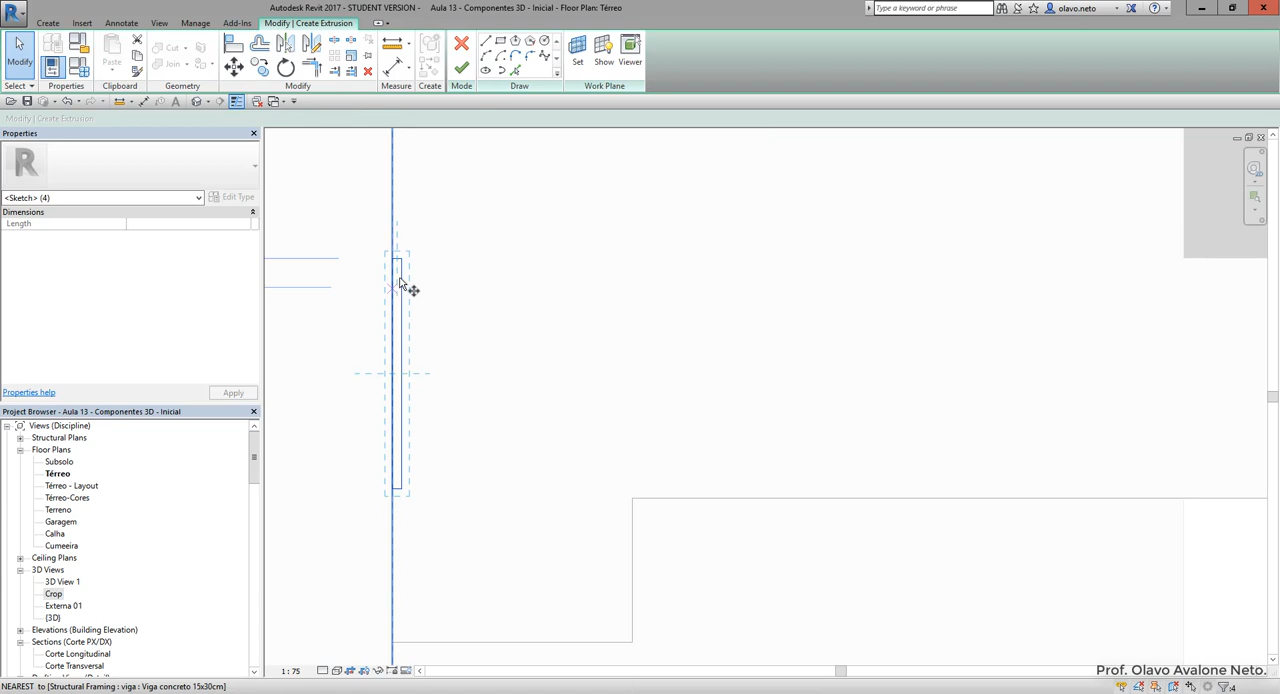 Autodesk Revit 2017 - STUDENT VERSION - Aula 13 - Componentes 3D - Inicial - Floor Plan: Térreo
Type a keyword or phrase
olavo.neto
Create Insert Annotate View Manage Add-Ins Modify | Create Extrusion
Modify
Paste
Cut
Join
Set Show Viewer
Select Properties Clipboard Geometry Modify Measure Create Mode Draw Work Plane
Modify | Create Extrusion
Properties
<Sketch> (4)
Edit Type
Dimensions
Length
Properties help
Apply
Project Browser - Aula 13 - Componentes 3D - Inicial
Views (Discipline)
Structural Plans
Floor Plans
Subsolo
Térreo
Térreo - Layout
Térreo-Cores
Terreno
Garagem
Calha
Cumeeira
Ceiling Plans
3D Views
3D View 1
Crop
Externa 01
{3D}
Elevations (Building Elevation)
Sections (Corte PX/DX)
Corte Longitudinal
Corte Transversal
1 : 75
Prof. Olavo Avalone Neto.
NEAREST to [Structural Framing : viga : Viga concreto 15x30cm]
:4